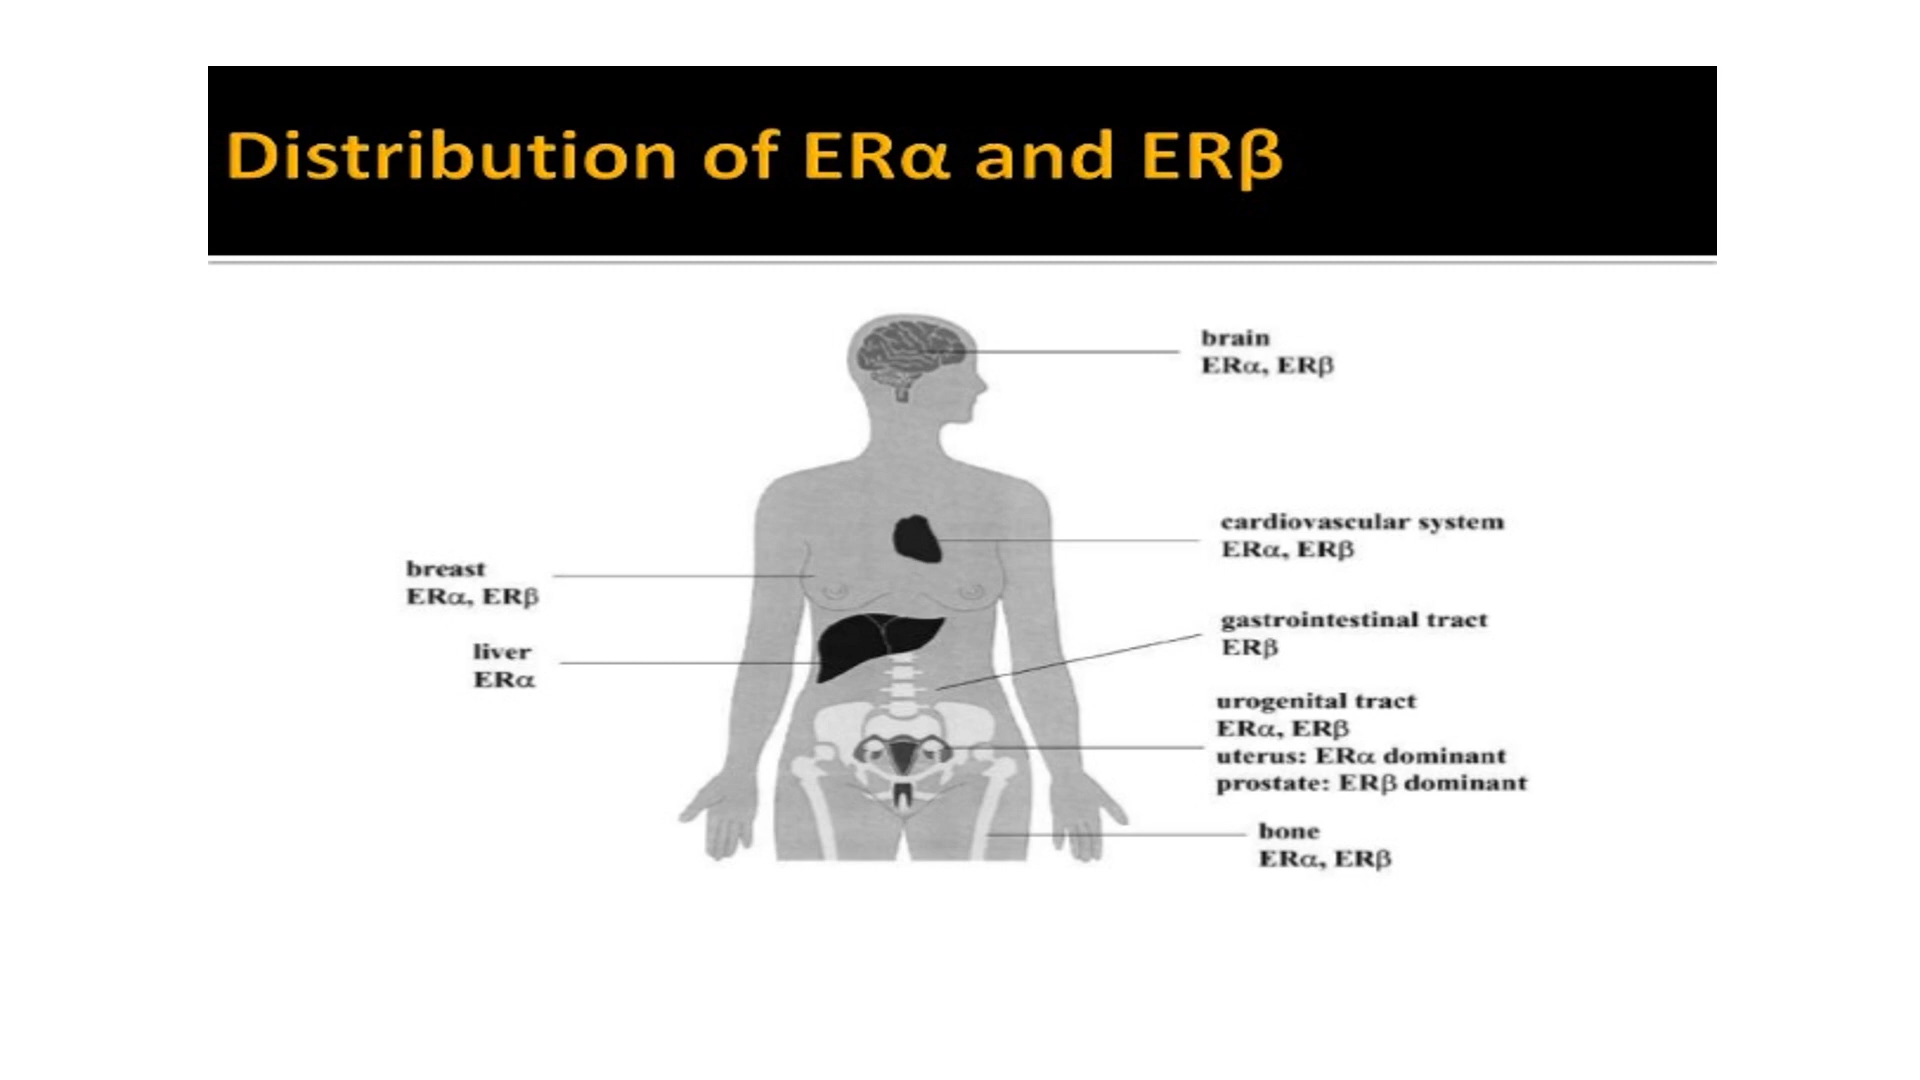 Distribution of ERα and ERβ
brain
ERα, ERβ
cardiovascular system
ERα, ERβ
breast
ERα, ERβ
gastrointestinal tract
ERβ
liver
ERα
urogenital tract
ERα, ERβ
uterus: ERα dominant
prostate: ERβ dominant
bone
ERα, ERβ